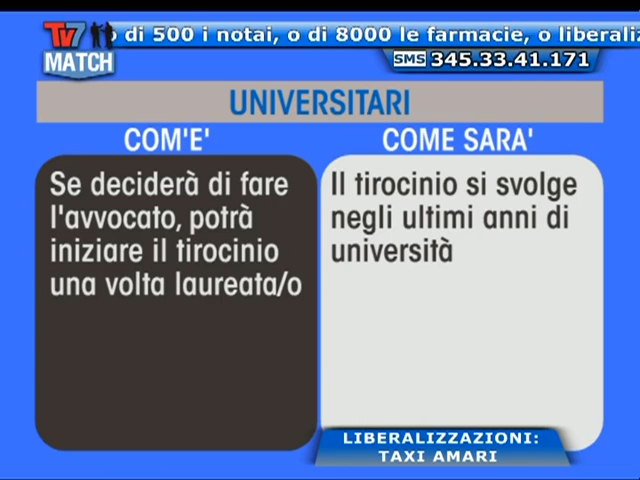 TV7
MATCH
o di 500 i notai, o di 8000 le farmacie, o liberaliz
SMS 345.33.41.171
UNIVERSITARI
COM'E'
COME SARA'
Se deciderà di fare
l'avvocato, potrà
iniziare il tirocinio
una volta laureata/o
Il tirocinio si svolge
negli ultimi anni di
università
LIBERALIZZAZIONI:
TAXI AMARI